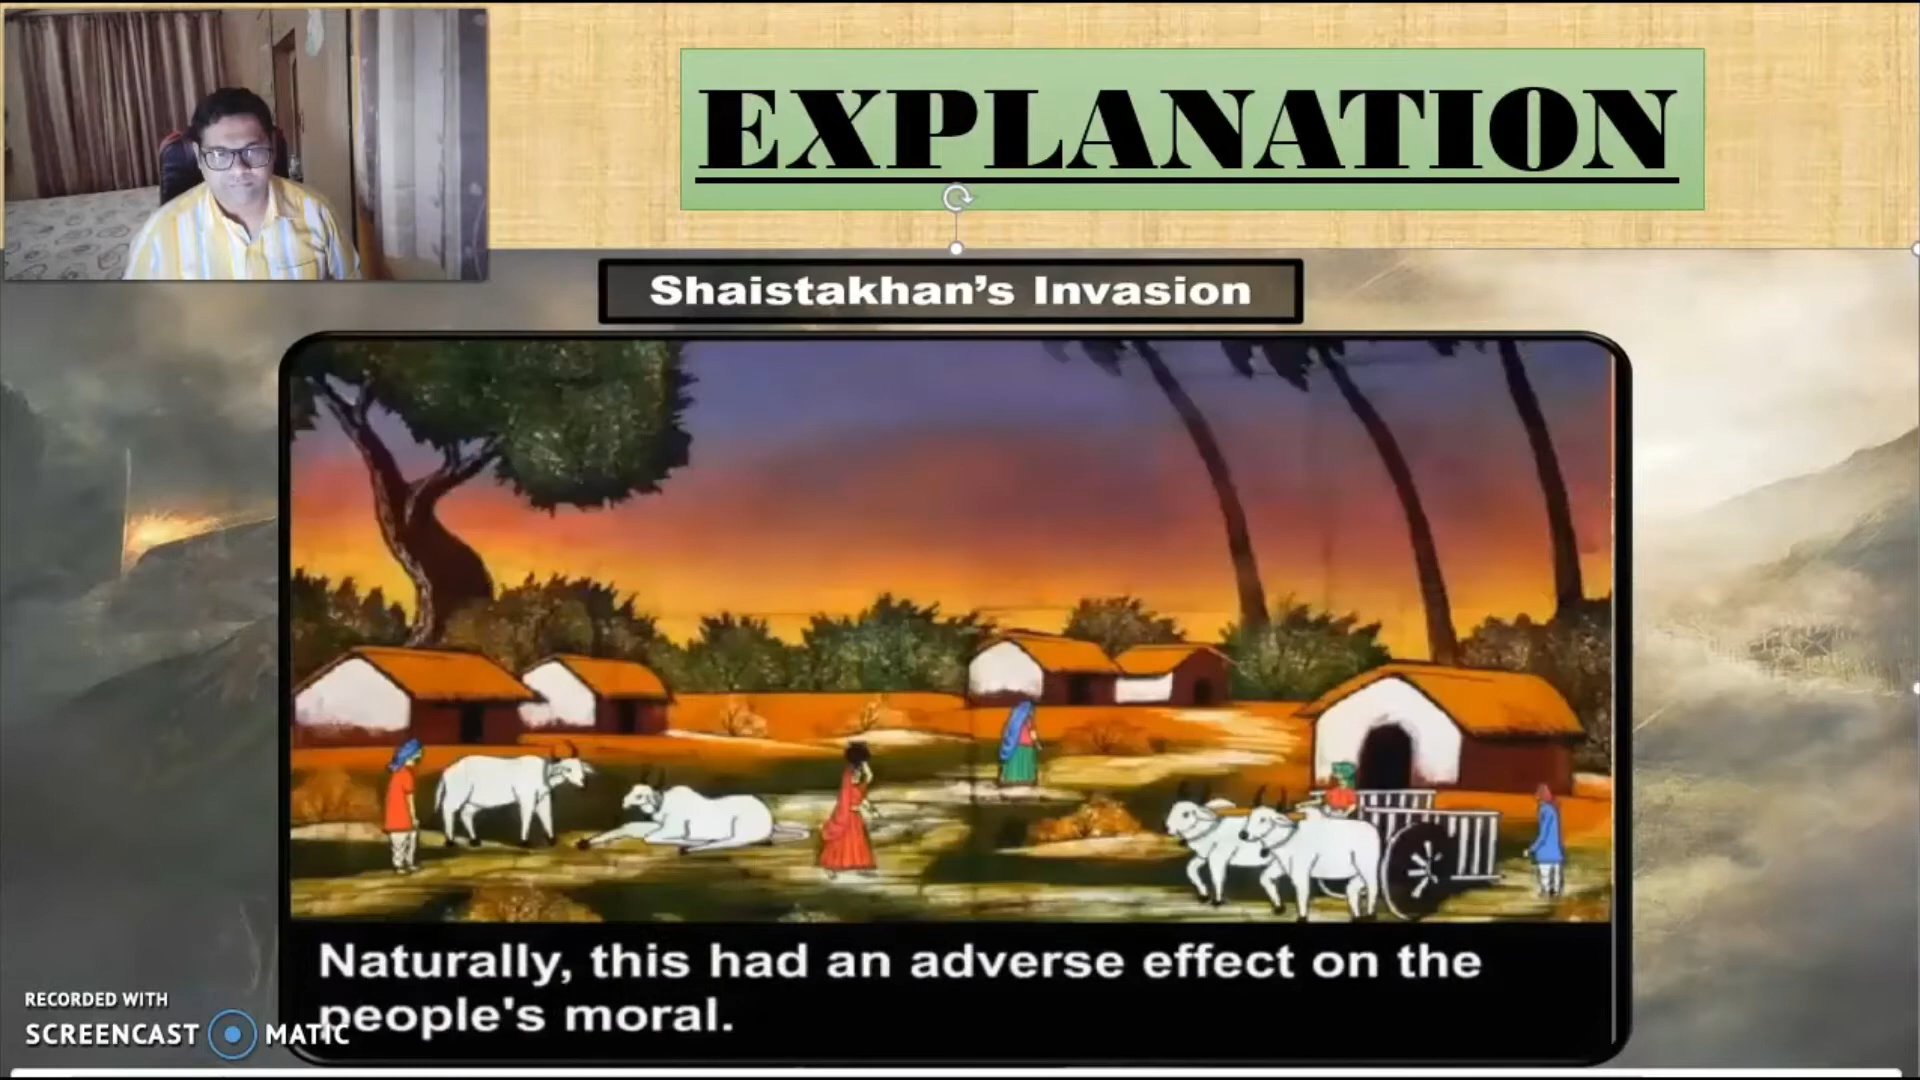 EXPLANATION
Shaistakhan's Invasion
Naturally, this had an adverse effect on the
people's moral.
RECORDED WITH
SCREENCAST MATIC